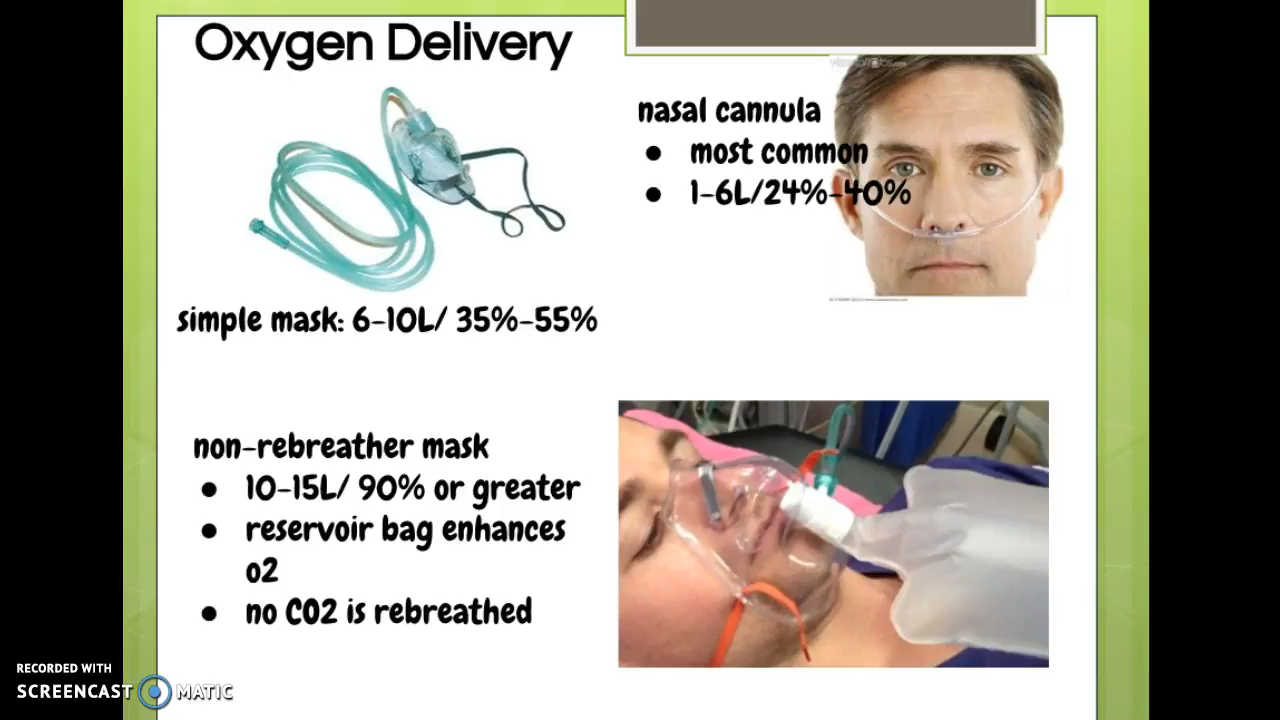 Oxygen Delivery
nasal cannula
● most common
● 1-6L/24%-40%
simple mask: 6-10L/ 35%-55%
non-rebreather mask
● 10-15L/ 90% or greater
● reservoir bag enhances
o2
● no CO2 is rebreathed
RECORDED WITH
SCREENCAST MATIC